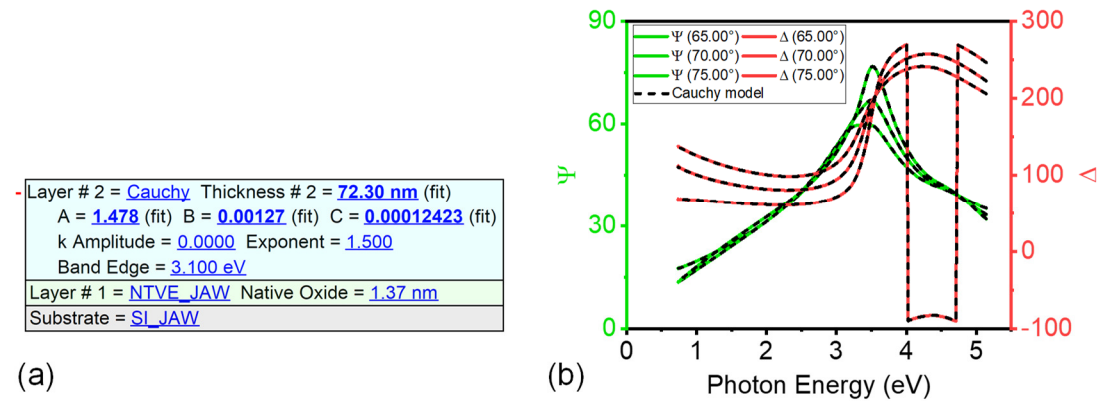 Layer # 2 = Cauchy Thickness # 2 = 72.30 nm (fit)
A = 1.478 (fit) B = 0.00127 (fit) C = 0.00012423 (fit)
k Amplitude = 0.0000 Exponent = 1.500
Band Edge = 3.100 eV
Layer # 1 = NTVE_JAW Native Oxide = 1.37 nm
Substrate = SI_JAW
(a)
90
60
30
0
Ψ
Ψ (65.00°) Δ (65.00°)
Ψ (70.00°) Δ (70.00°)
Ψ (75.00°) Δ (75.00°)
Cauchy model
300
200
100
0
-100
Δ
0 1 2 3 4 5
Photon Energy (eV)
(b)